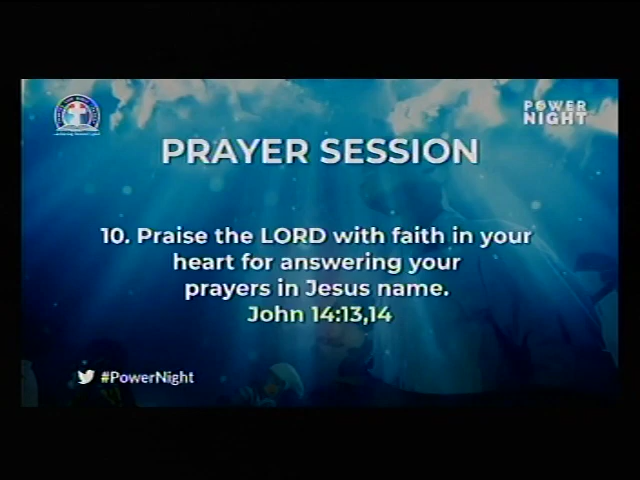 POWER
NIGHT
PRAYER SESSION
10. Praise the LORD with faith in your
heart for answering your
prayers in Jesus name.
John 14:13,14
#PowerNight